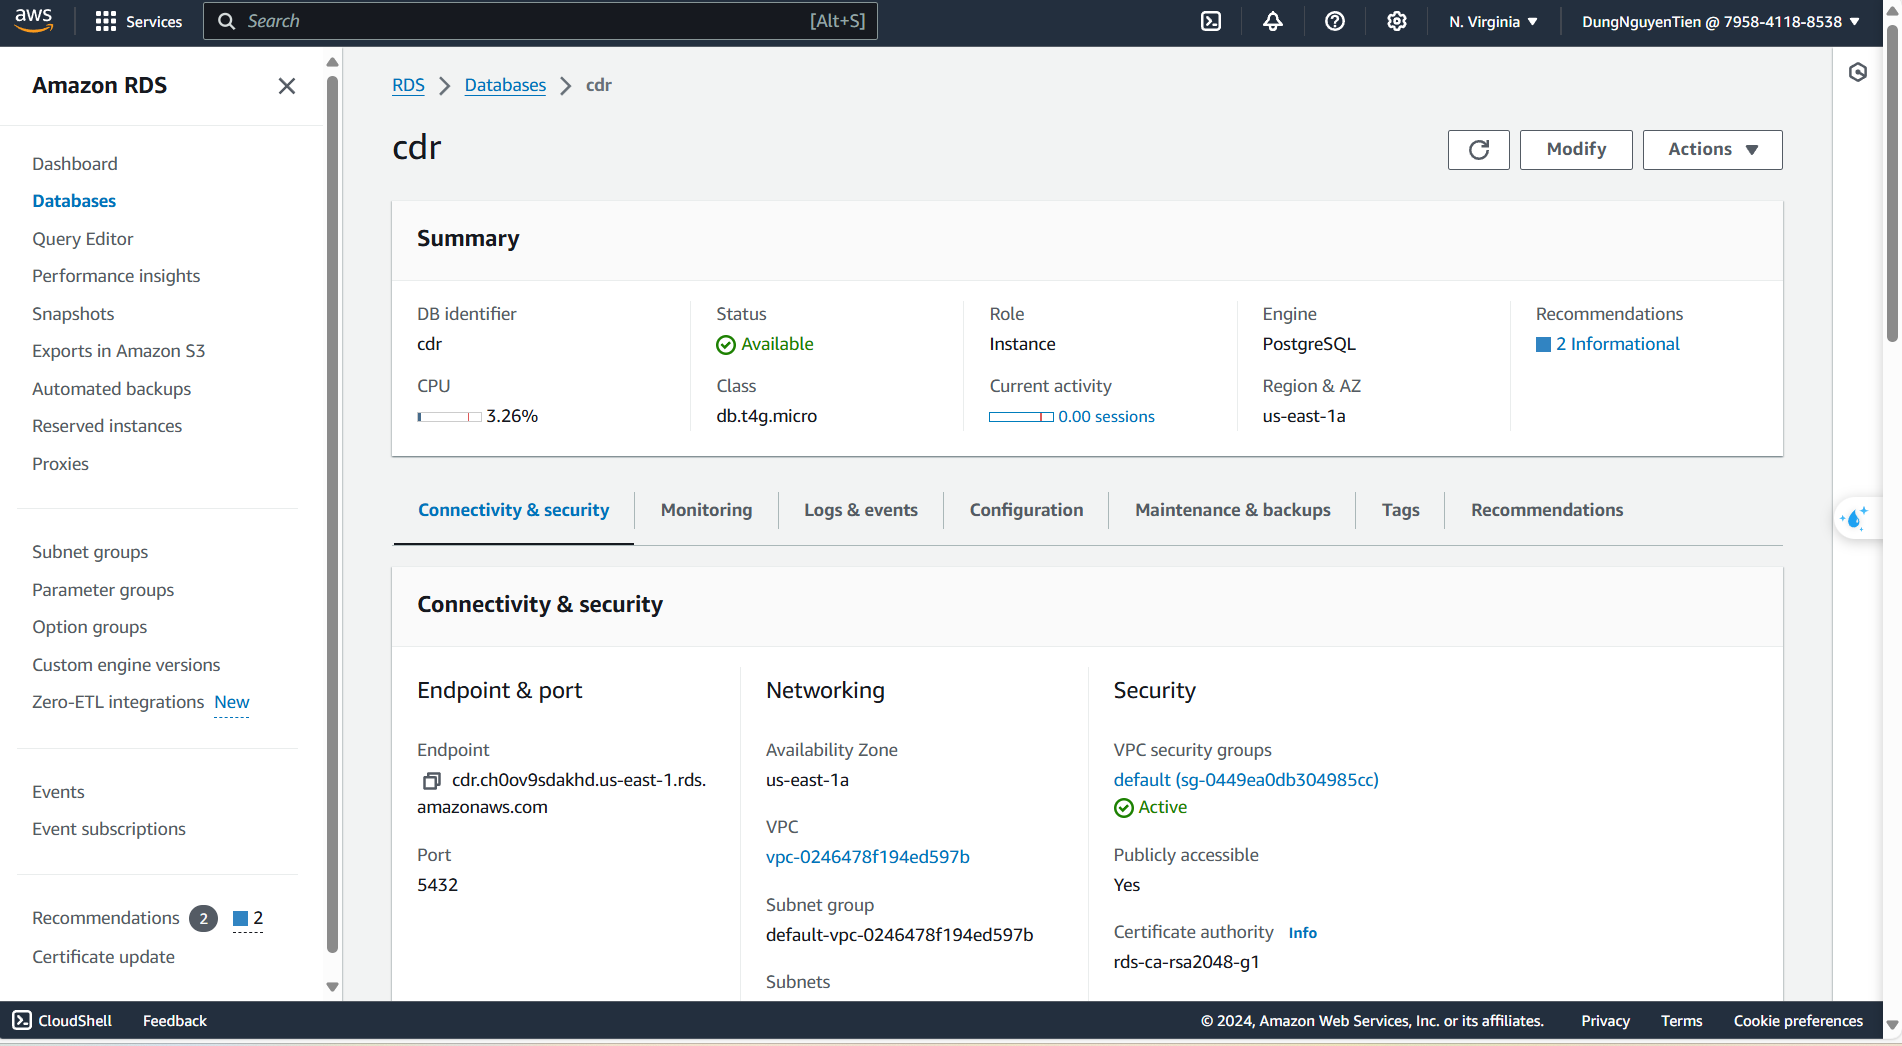 aws
Services
Search
[Alt+S]
N. Virginia
DungNguyenTien @ 7958-4118-8538
Amazon RDS
Dashboard
Databases
Query Editor
Performance insights
Snapshots
Exports in Amazon S3
Automated backups
Reserved instances
Proxies
Subnet groups
Parameter groups
Option groups
Custom engine versions
Zero-ETL integrations New
Events
Event subscriptions
Recommendations 2 2
Certificate update
RDS > Databases > cdr
cdr
Modify
Actions
Summary
DB identifier
cdr
CPU
3.26%
Status
Available
Class
db.t4g.micro
Role
Instance
Current activity
0.00 sessions
Engine
PostgreSQL
Region & AZ
us-east-1a
Recommendations
2 Informational
Connectivity & security
Monitoring
Logs & events
Configuration
Maintenance & backups
Tags
Recommendations
Connectivity & security
Endpoint & port
Endpoint
cdr.ch0ov9sdakhd.us-east-1.rds.
amazonaws.com
Port
5432
Networking
Availability Zone
us-east-1a
VPC
vpc-0246478f194ed597b
Subnet group
default-vpc-0246478f194ed597b
Subnets
Security
VPC security groups
default (sg-0449ea0db304985cc)
Active
Publicly accessible
Yes
Certificate authority Info
rds-ca-rsa2048-g1
CloudShell
Feedback
© 2024, Amazon Web Services, Inc. or its affiliates.
Privacy
Terms
Cookie preferences